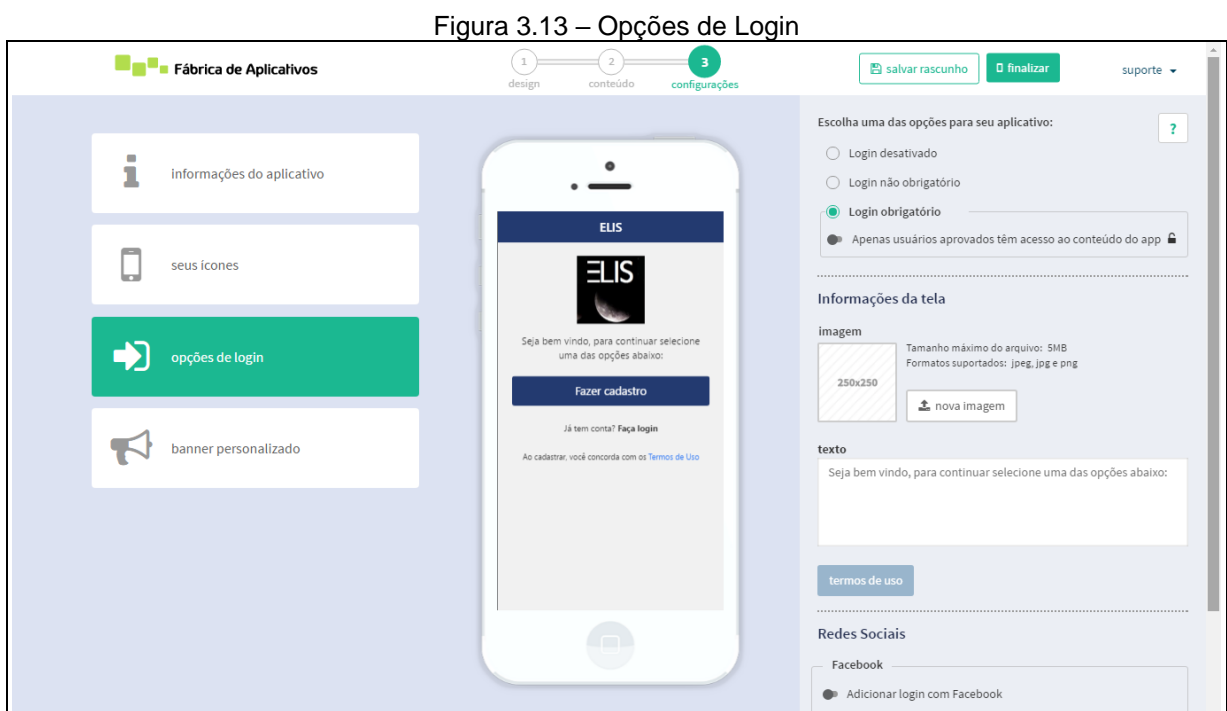 Figura 3.13 – Opções de Login
Fábrica de Aplicativos
1
2
3
design
conteúdo
configurações
salvar rascunho
finalizar
suporte
informações do aplicativo
seus ícones
opções de login
banner personalizado
ELIS
ELIS
Seja bem vindo, para continuar selecione
uma das opções abaixo:
Fazer cadastro
Já tem conta? Faça login
Ao cadastrar, você concorda com os Termos de Uso
Escolha uma das opções para seu aplicativo:
?
Login desativado
Login não obrigatório
Login obrigatório
Apenas usuários aprovados têm acesso ao conteúdo do app
Informações da tela
imagem
250x250
Tamanho máximo do arquivo: 5MB
Formatos suportados: jpeg, jpg e png
nova imagem
texto
Seja bem vindo, para continuar selecione uma das opções abaixo:
termos de uso
Redes Sociais
Facebook
Adicionar login com Facebook